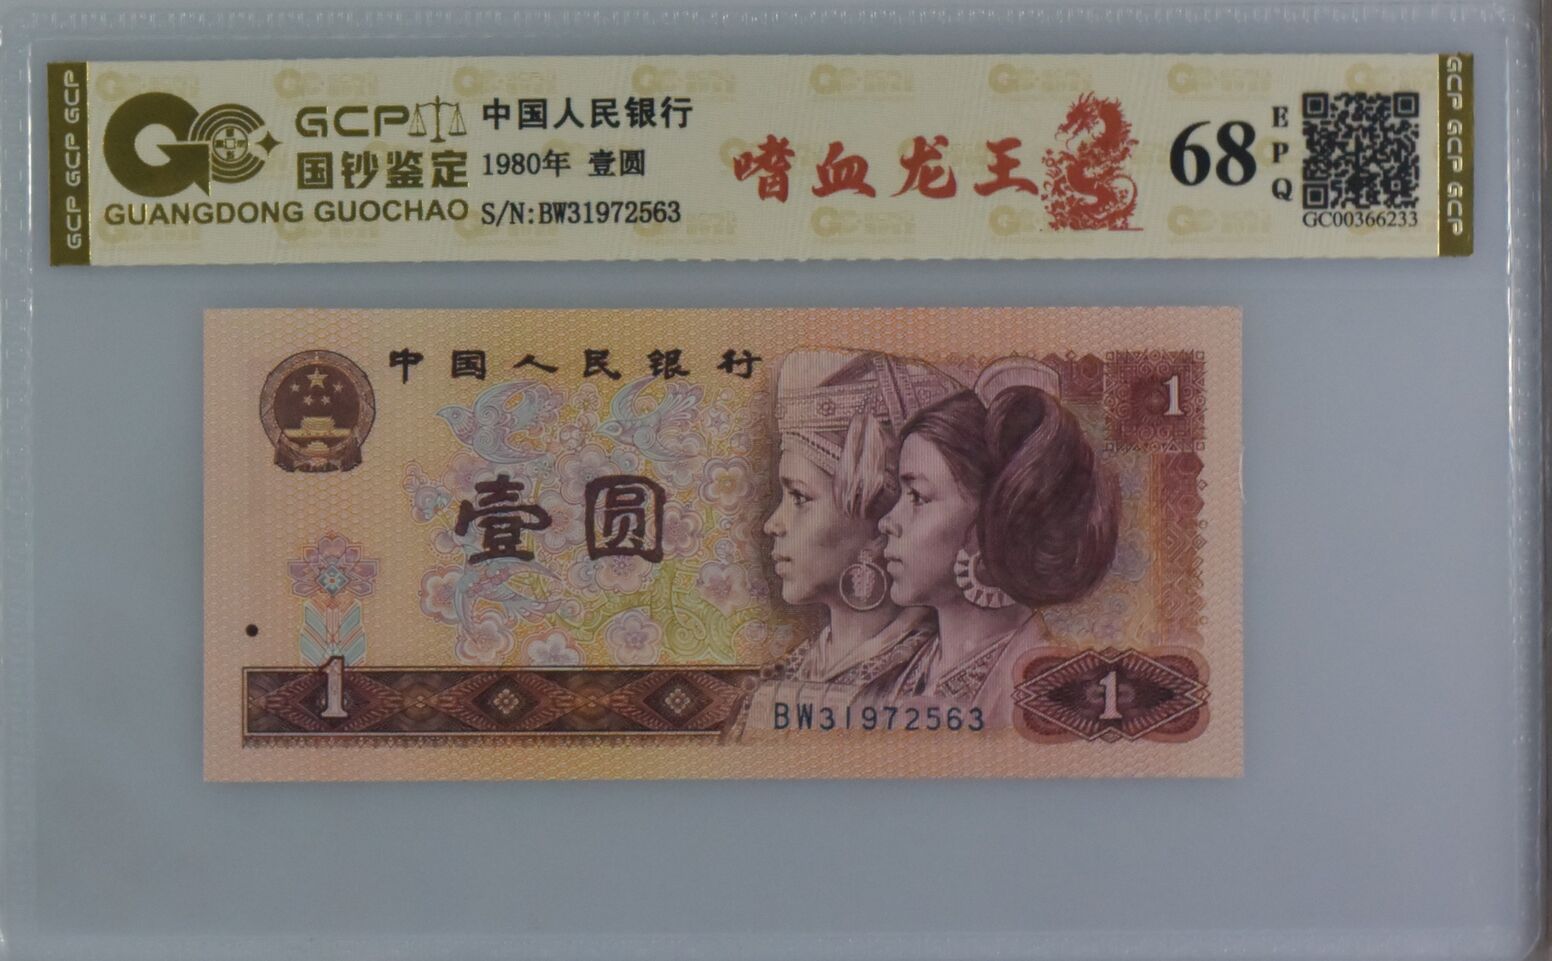 GCP GCP GCP
GCP
国钞鉴定
GUANGDONG GUOCHAO
中国人民银行
1980年 壹圆
S/N:BW31972563
嗜血龙王
68
EPQ
GC00366233
GCP GCP GCP
中国人民银行
1
壹圆
1
BW31972563
1